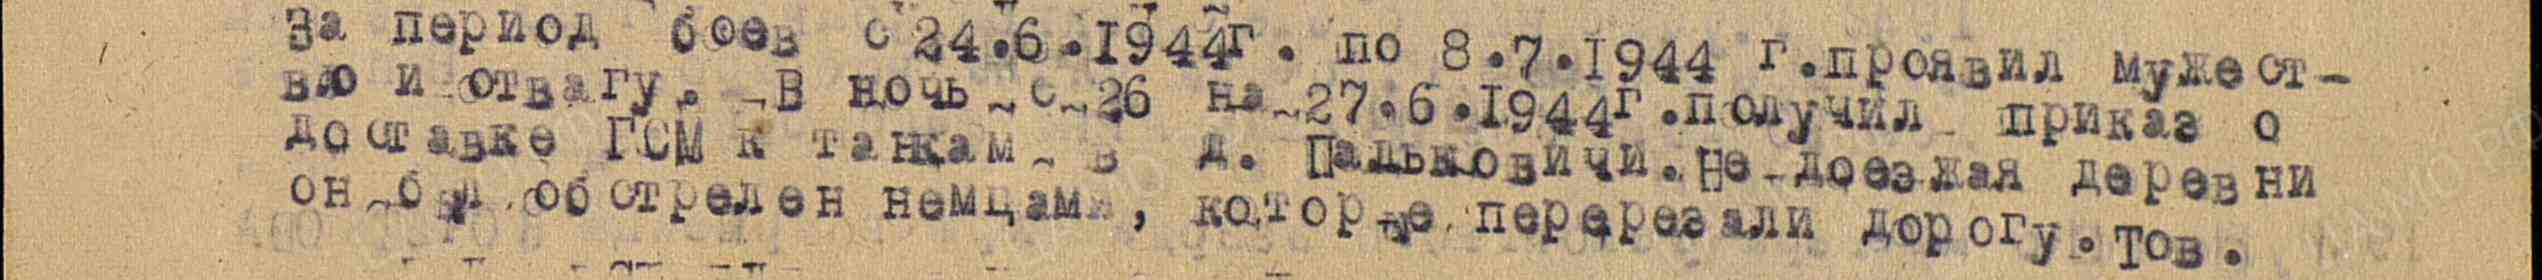 За период боев с 24.6.1944г. по 8.7.1944 г.проявил мужест-
во и отвагу. В ночь с 26 на 27.6.1944г.получил приказ о
доставке ГСМ к танкам в д. Пальковичи.Не доезжая деревни
он был обстрелен немцами, которые перерезали дорогу.Тов.